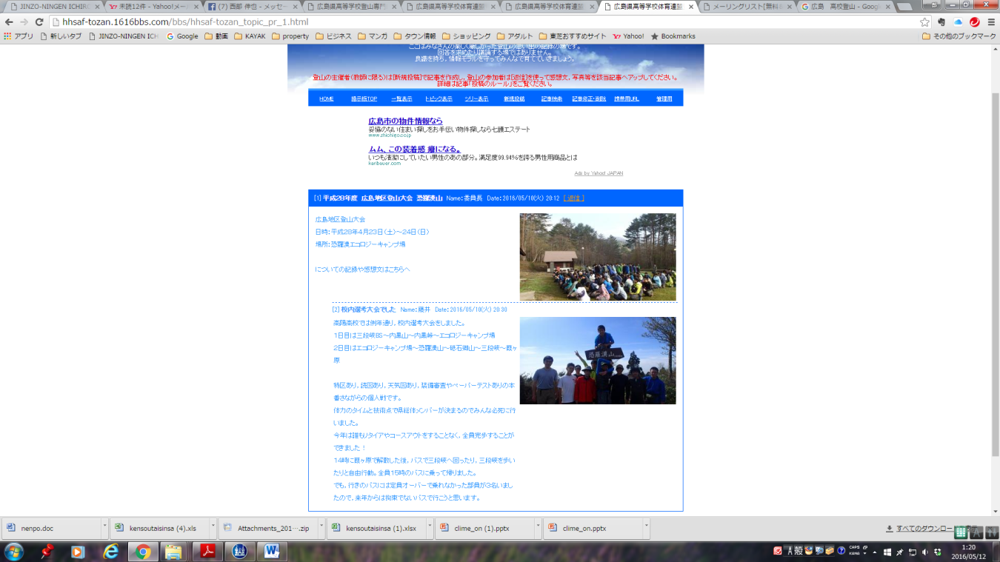 JINZO-NINGEN ICHIRO
未読12件 - Yahoo!メー
(7) 西部 伸也 - メッセー
広島県高等学校登山専門
広島県高等学校体育連盟
広島県高等学校体育連盟
広島県高等学校体育連盟
メーリングリスト[無料
広島 高校登山 - Goog
hhsaf-tozan.1616bbs.com/bbs/hhsaf-tozan_topic_pr_1.html
アプリ 新しいタブ JINZO-NINGEN ICH Google 動画 KAYAK property ビジネス マンガ タウン情報 ショッピング アダルト 東芝おすすめサイト Yahoo! Bookmarks その他のブックマーク
ここはみなさんの楽しく厳しかった登山の思い出の記録の場です。
回答を求めたり議論する場ではありません。
良識を持ち，情報モラルを守ってみんなで育てていきましょう。
登山の主催者（教師に限る）は[新規投稿]で記事を作成し，登山の参加者は[返信]を使って感想文，写真等を該当記事へアップしてください。
詳細は記事「投稿のルール」をご覧ください。
HOME 掲示板TOP 一覧表示 トピック表示 ツリー表示 新規投稿 記事検索 記事修正・削除 携帯用URL 管理用
広島市の物件情報なら
妥協のない住まい探しをお手伝い物件探しなら七護エステート
www.shichigo.co.jp
ムム、この装着感 癖になる。
いつも清潔にしていたい男性のあの部分。満足度99.94%を誇る男性用商品とは
karibauer.com
Ads by Yahoo! JAPAN
[1] 平成28年度 広島地区登山大会 恐羅漢山 Name：委員長 Date：2016/05/10(火) 20:12 [ 返信 ]
広島地区登山大会
日時：平成28年4月23日（土）～24日（日）
場所：恐羅漢エコロジーキャンプ場
についての記録や感想文はこちらへ
[2] 校内選考大会でした Name：藤井 Date：2016/05/10(火) 20:30
高陽高校では例年通り，校内選考大会をしました。
1日目は三段峡BS～内黒山～内黒峠～エコロジーキャンプ場
2日目はエコロジーキャンプ場～恐羅漢山～砥石郷山～三段峡～餅ヶ
原
特区あり，読図あり，天気図あり，装備審査やペーパーテストありの本
番さながらの個人戦です。
体力のタイムと技術点で県総体メンバーが決まるのでみんな必死に行
いました。
今年は誰もリタイアやコースアウトをすることなく，全員完歩することが
できました！
14時に餅ヶ原で解散した後，バスで三段峡へ回ったり，三段峡を歩い
たりと自由行動。全員15時のバスに乗って帰りました。
でも，行きのバスには定員オーバーで乗れなかった部員が3名いまし
たので，来年からは拘束でないバスで行こうと思います。
恐羅漢山
nenpo.doc
kensoutaisinsa (4).xls
Attachments_201….zip
kensoutaisinsa (1).xlsx
clime_on (1).pptx
clime_on.pptx
すべてのダウンロー
A 般
CAPS
KANA
1:20
2016/05/12